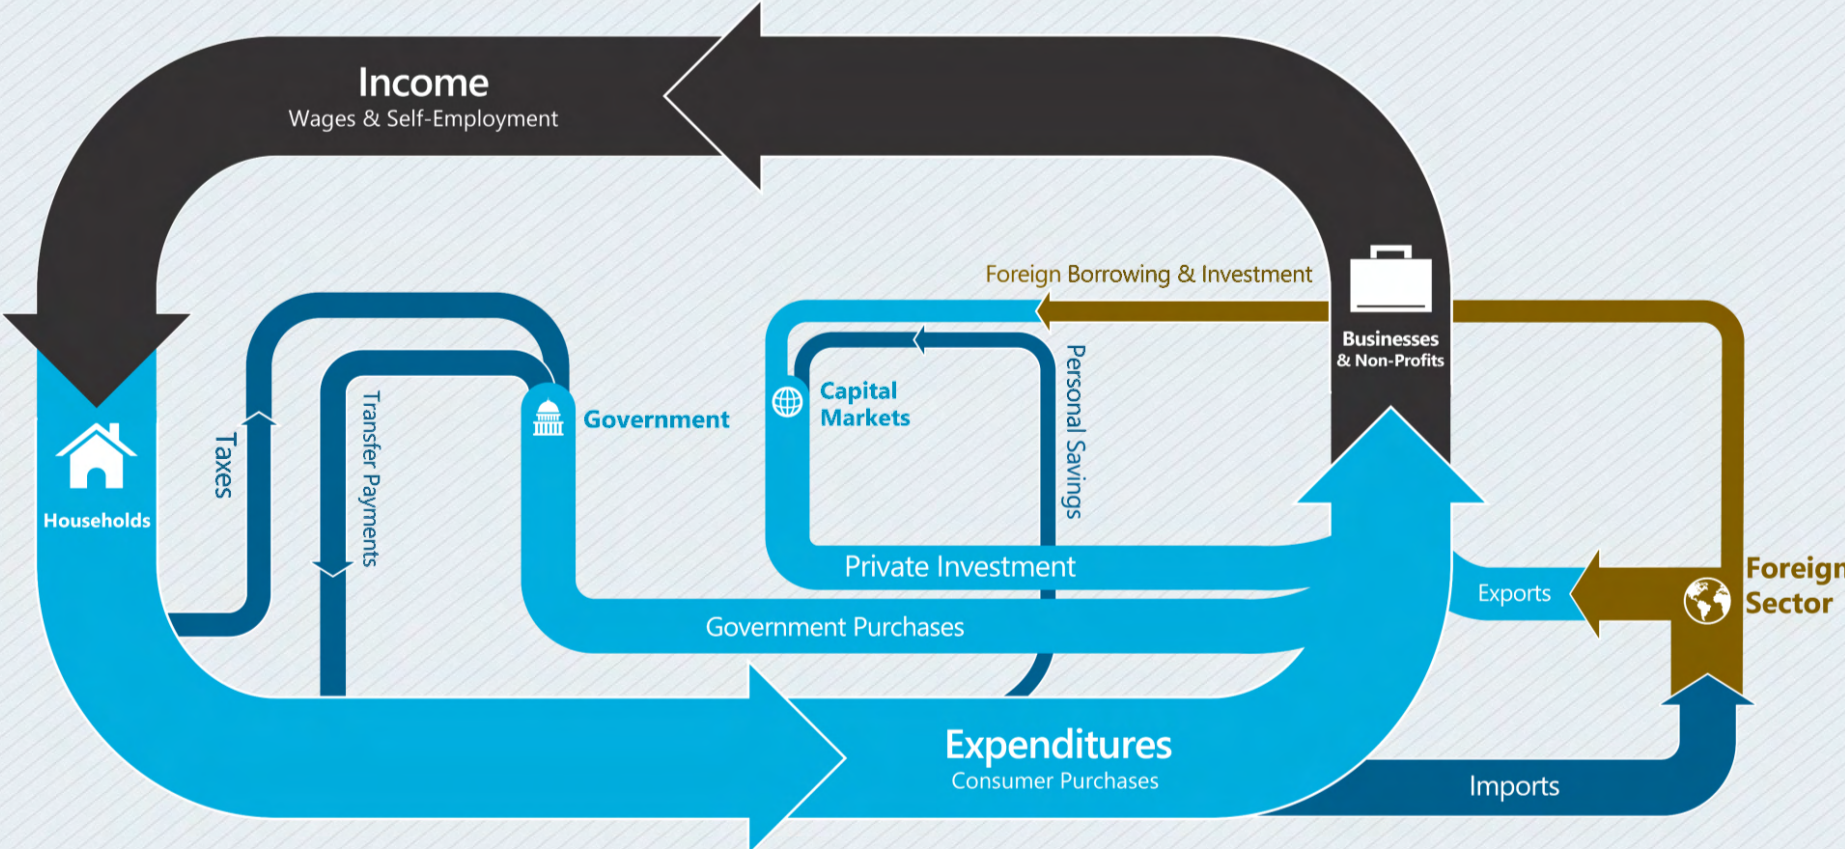 Income
Wages & Self-Employment
Foreign Borrowing & Investment
Businesses
& Non-Profits
Personal Savings
Capital
Markets
Government
Transfer Payments
Taxes
Households
Private Investment
Foreign
Sector
Exports
Government Purchases
Expenditures
Consumer Purchases
Imports